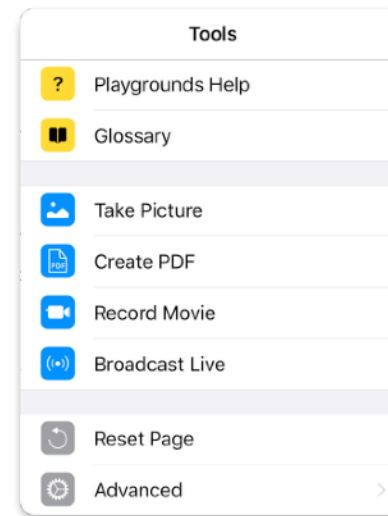 Tools
? Playgrounds Help
Glossary
Take Picture
PDF Create PDF
Record Movie
Broadcast Live
Reset Page
Advanced